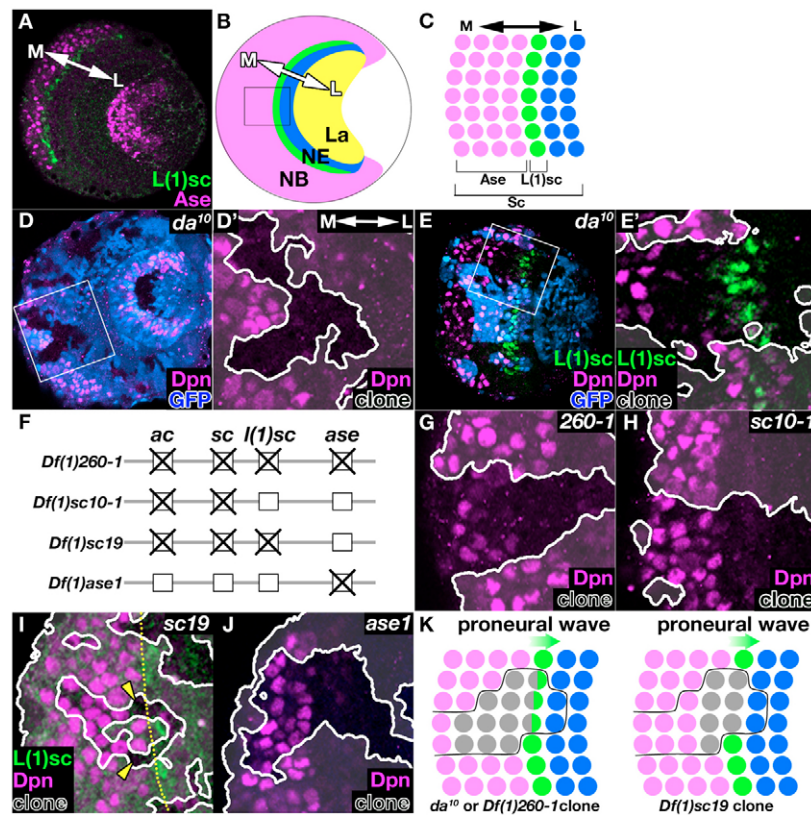 A
M
L
L(1)sc
Ase
B
M
L
La
NE
NB
C
M
L
Ase
L(1)sc
Sc
D
da10
Dpn
GFP
D'
M
L
Dpn
clone
E
da10
L(1)sc
Dpn
GFP
E'
L(1)sc
Dpn
clone
F
ac sc l(1)sc ase
Df(1)260-1
Df(1)sc10-1
Df(1)sc19
Df(1)ase1
G
260-1
Dpn
clone
H
sc10-1
Dpn
clone
I
sc19
L(1)sc
Dpn
clone
J
ase1
Dpn
clone
K
proneural wave
proneural wave
da10 or Df(1)260-1 clone
Df(1)sc19 clone